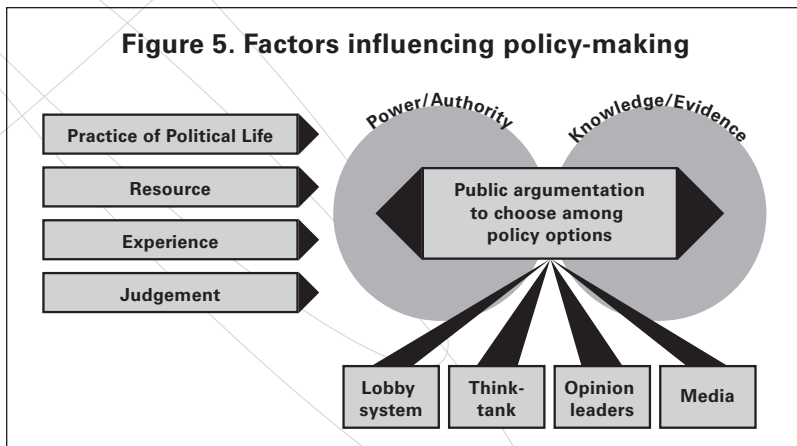 Figure 5. Factors influencing policy-making
Power/Authority
Knowledge/Evidence
Practice of Political Life
Resource
Experience
Judgement
Public argumentation
to choose among
policy options
Lobby
system
Think-
tank
Opinion
leaders
Media